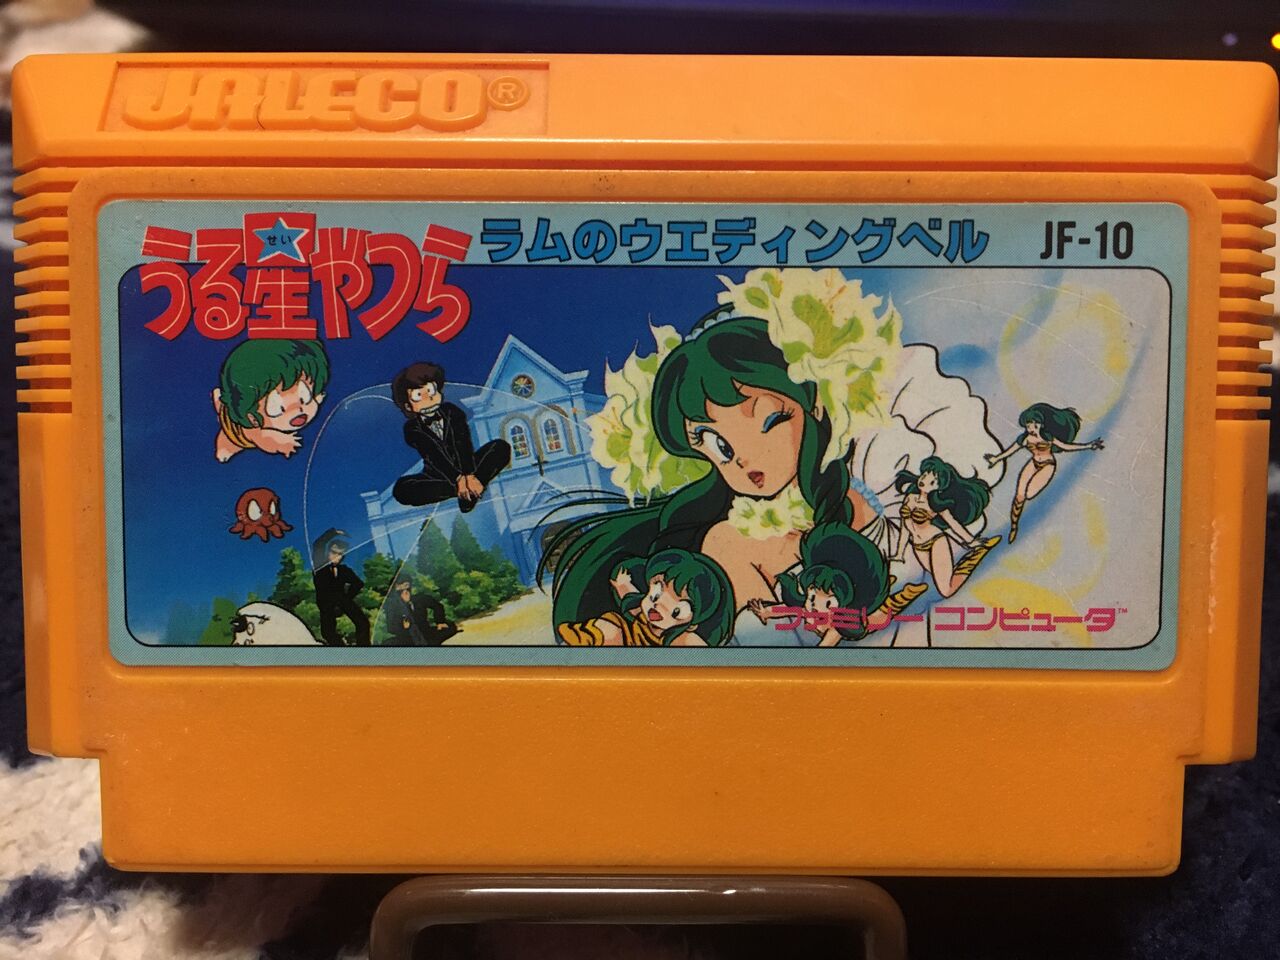 JALECO®
うる星やつら
せい
ラムのウエディングベル
JF-10
ファミリー コンピュータ™